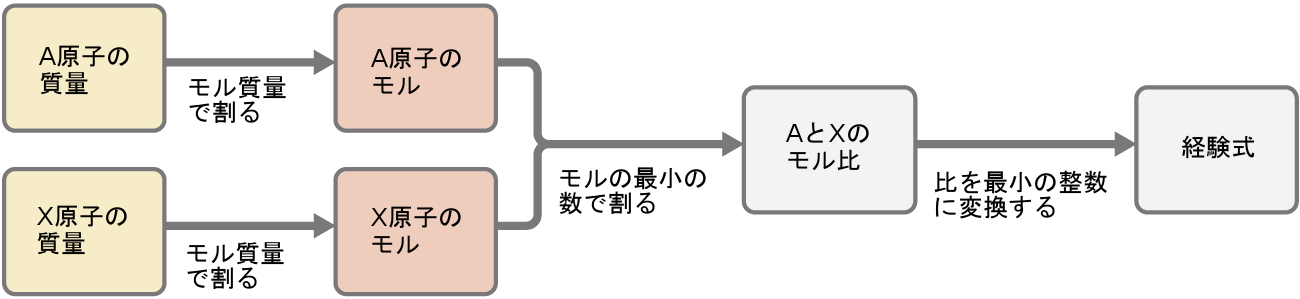 A原子の
質量
モル質量
で割る
A原子の
モル
X原子の
質量
モル質量
で割る
X原子の
モル
モルの最小の
数で割る
AとXの
モル比
比を最小の整数
に変換する
経験式